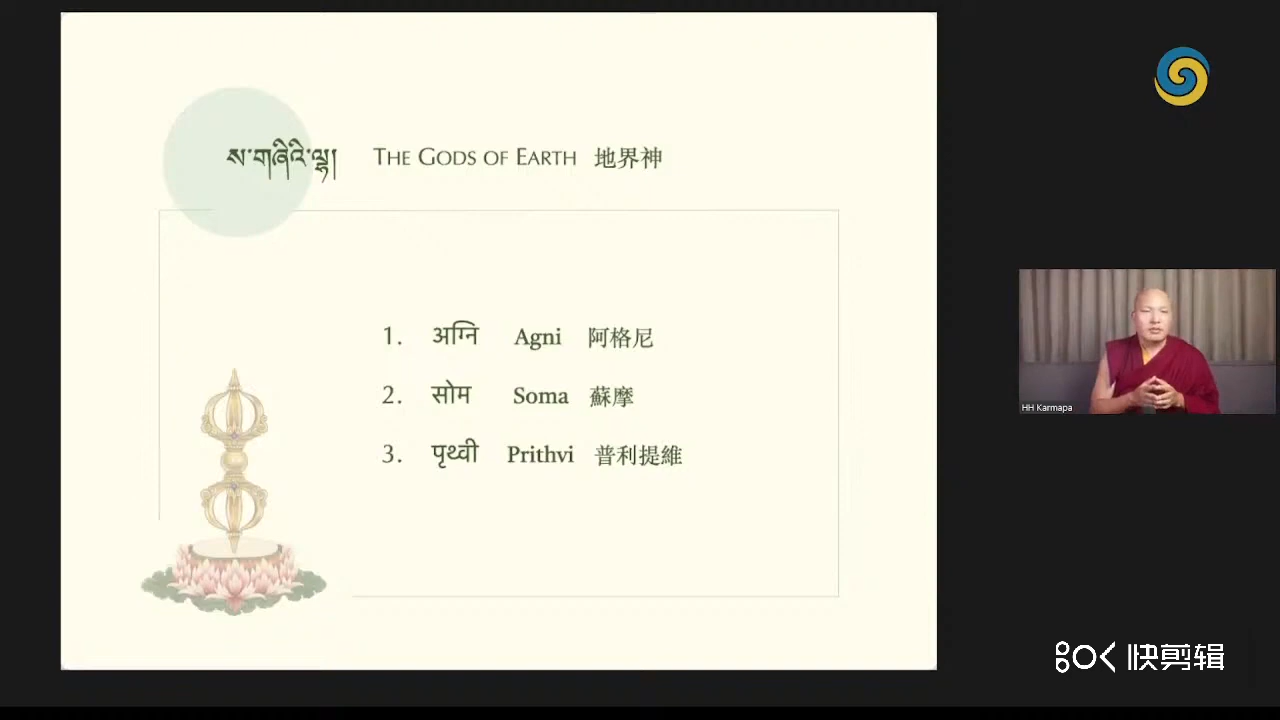 ས་གཞིའི་ལྷ། THE GODS OF EARTH 地界神
1. अग्नि Agni 阿格尼
2. सोम Soma 蘇摩
3. पृथ्वी Prithvi 普利提維
HH Karmapa
快剪辑